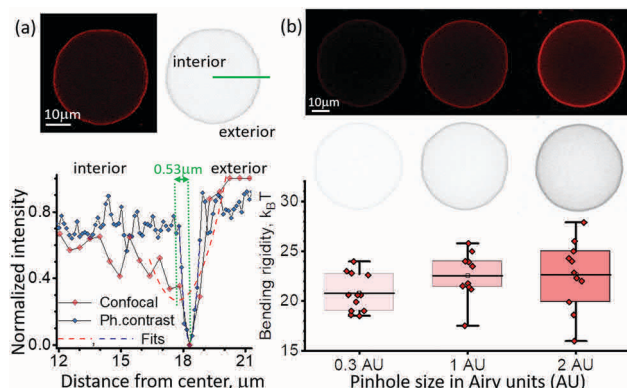 (a)
interior
exterior
10μm
(b)
10μm
interior
0.53μm
exterior
Normalized intensity
0.8
0.4
0.0
Confocal
Ph.contrast
Fits
12
15
18
21
Distance from center, μm
Bending rigidity, kBT
30
25
20
15
0.3 AU
1 AU
2 AU
Pinhole size in Airy units (AU)